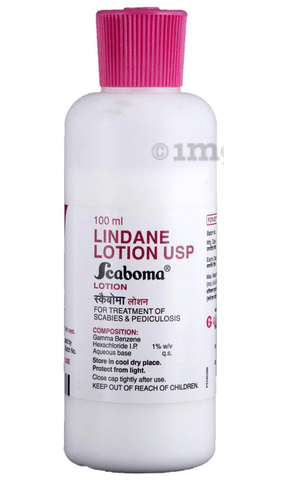 © 1m
100 ml
LINDANE
LOTION USP
Scaboma®
LOTION
स्कैबोमा लोशन
FOR TREATMENT OF
SCABIES & PEDICULOSIS
COMPOSITION:
Gamma Benzene
Hexachloride I.P. 1% w/v
Aqueous base q.s.
Store in cool dry place.
Protect from light.
Close cap tightly after use.
KEEP OUT OF REACH OF CHILDREN.